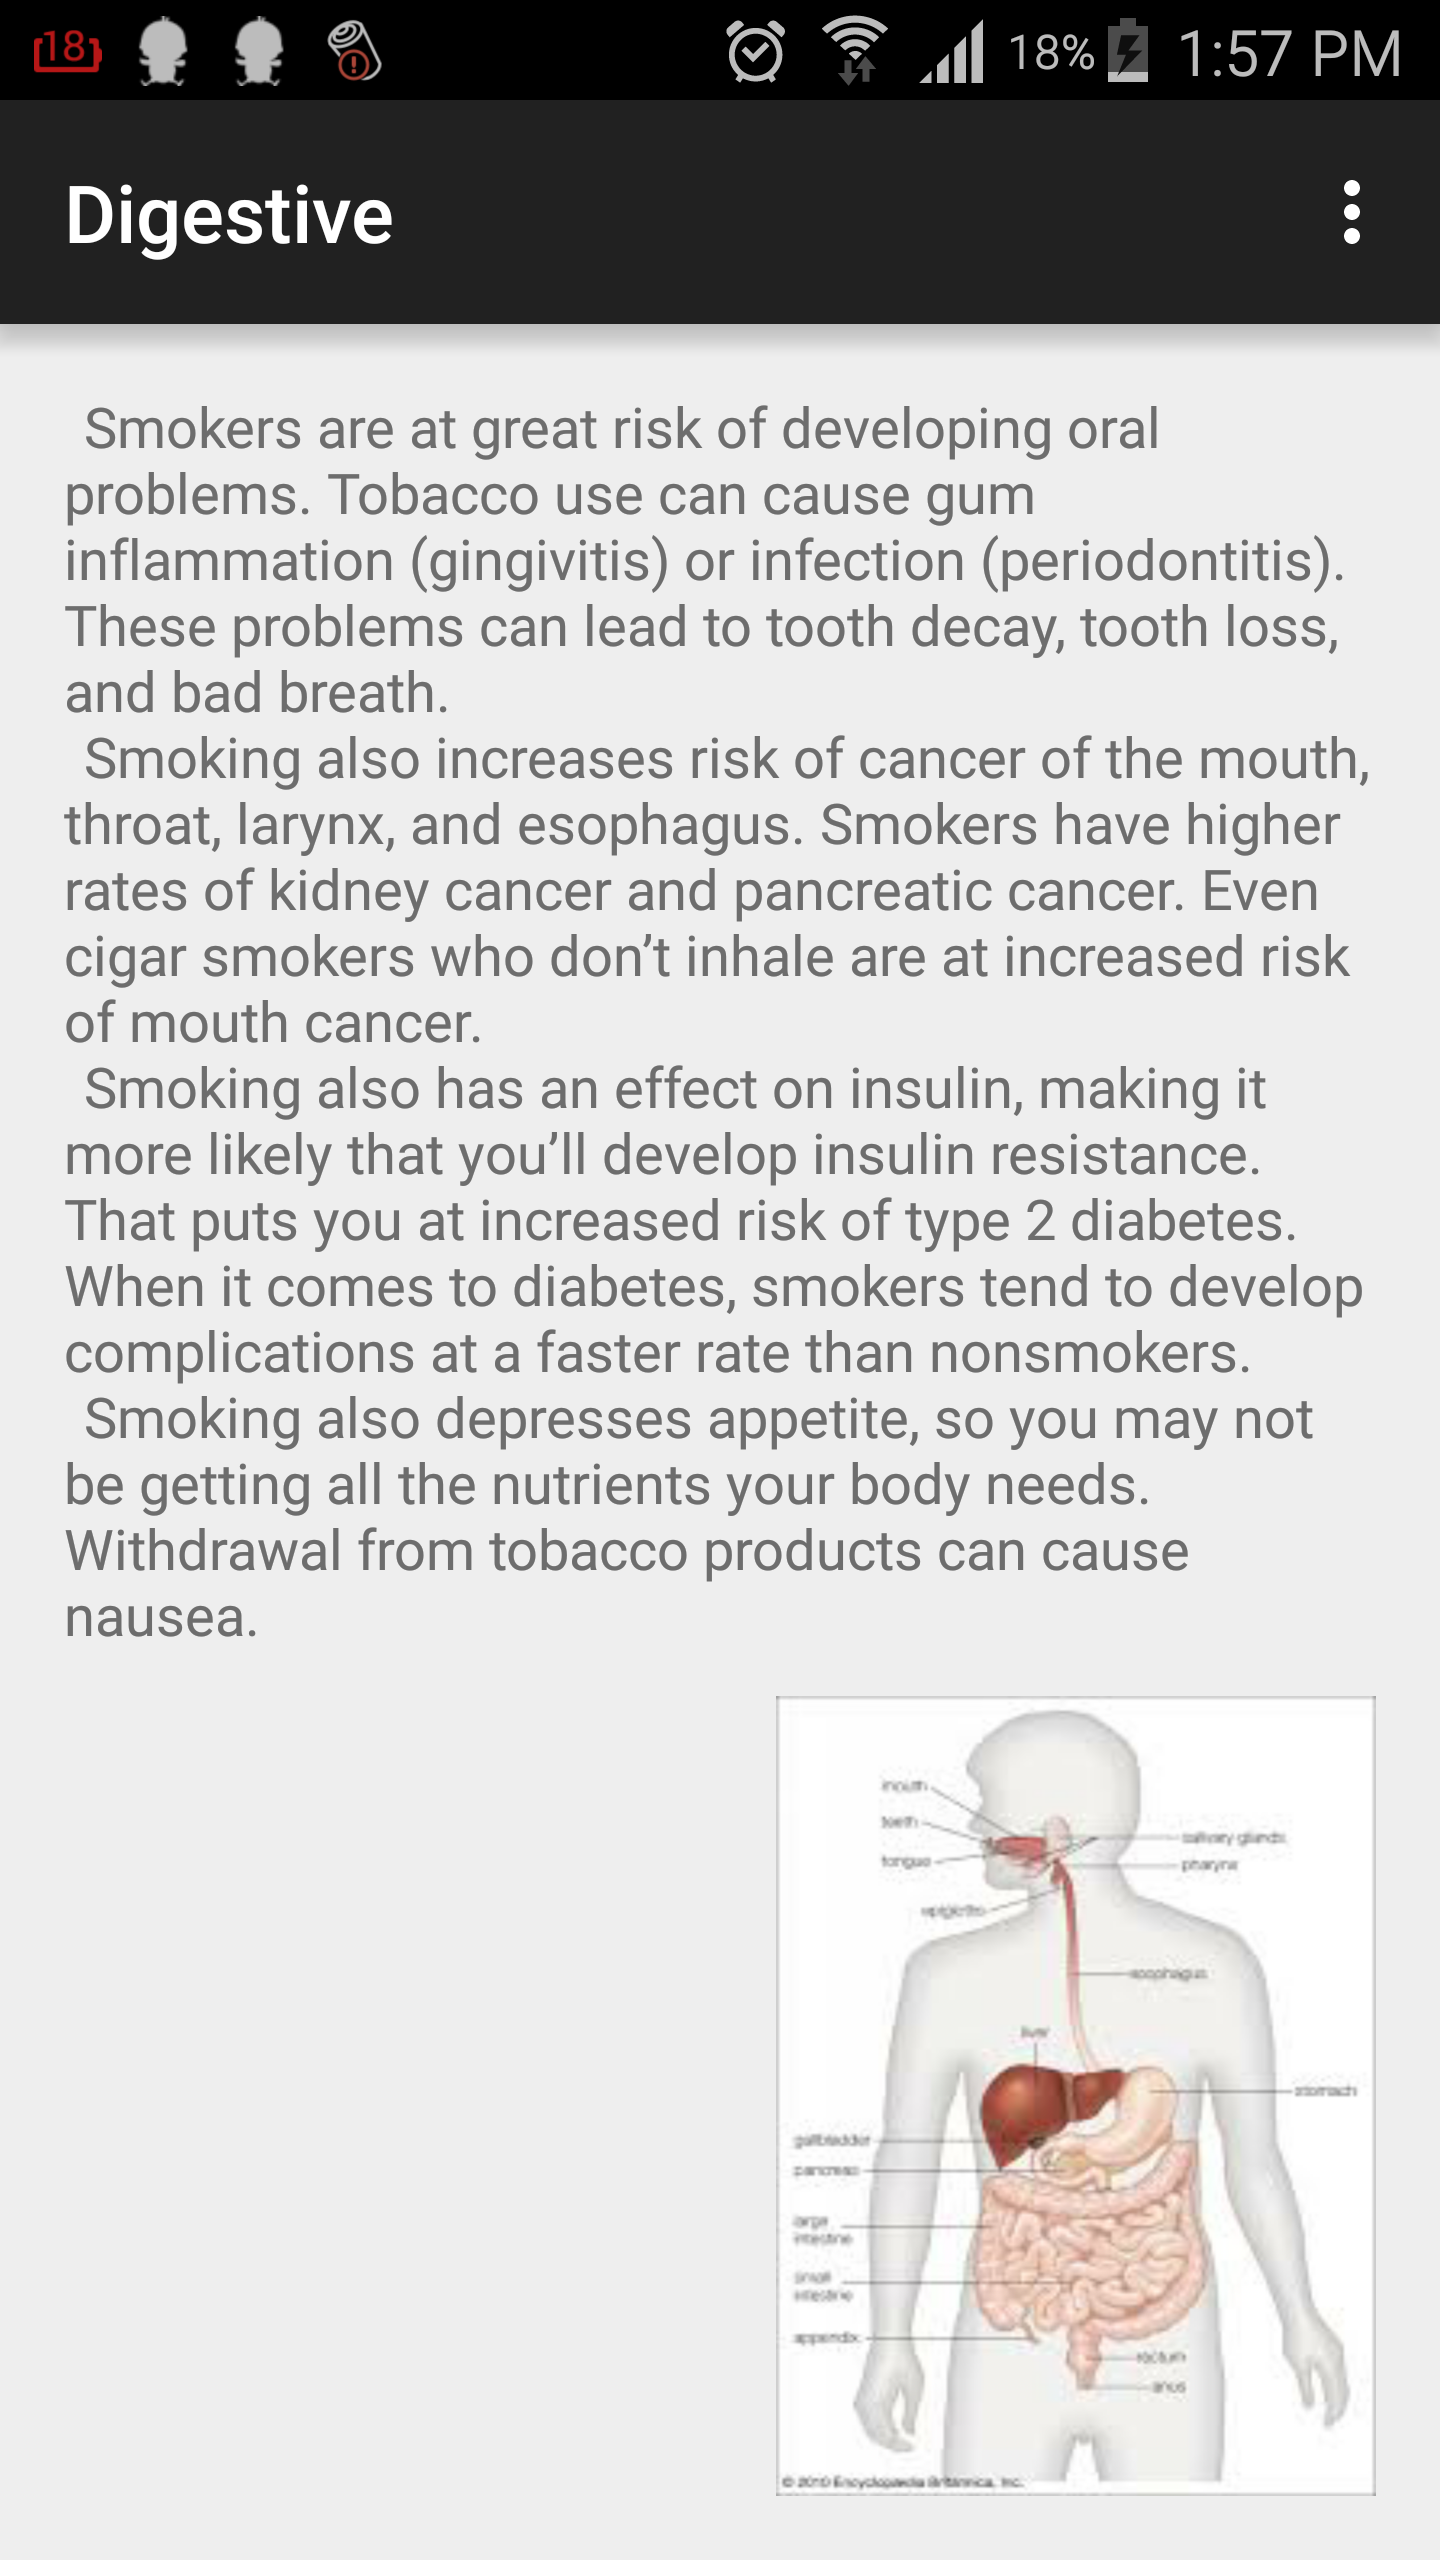 18
18%
1:57 PM
Digestive
Smokers are at great risk of developing oral
problems. Tobacco use can cause gum
inflammation (gingivitis) or infection (periodontitis).
These problems can lead to tooth decay, tooth loss,
and bad breath.
Smoking also increases risk of cancer of the mouth,
throat, larynx, and esophagus. Smokers have higher
rates of kidney cancer and pancreatic cancer. Even
cigar smokers who don’t inhale are at increased risk
of mouth cancer.
Smoking also has an effect on insulin, making it
more likely that you’ll develop insulin resistance.
That puts you at increased risk of type 2 diabetes.
When it comes to diabetes, smokers tend to develop
complications at a faster rate than nonsmokers.
Smoking also depresses appetite, so you may not
be getting all the nutrients your body needs.
Withdrawal from tobacco products can cause
nausea.
mouth
teeth
salivary glands
tongue
pharynx
epiglottis
esophagus
liver
stomach
gallbladder
pancreas
large
intestine
small
intestine
appendix
rectum
anus
© 2010 Encyclopædia Britannica, Inc.